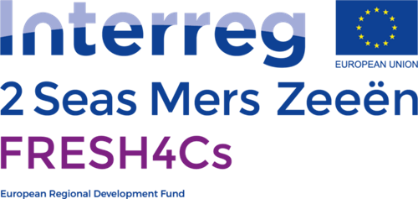 Interreg
EUROPEAN UNION
2 Seas Mers Zeeën
FRESH4Cs
European Regional Development Fund